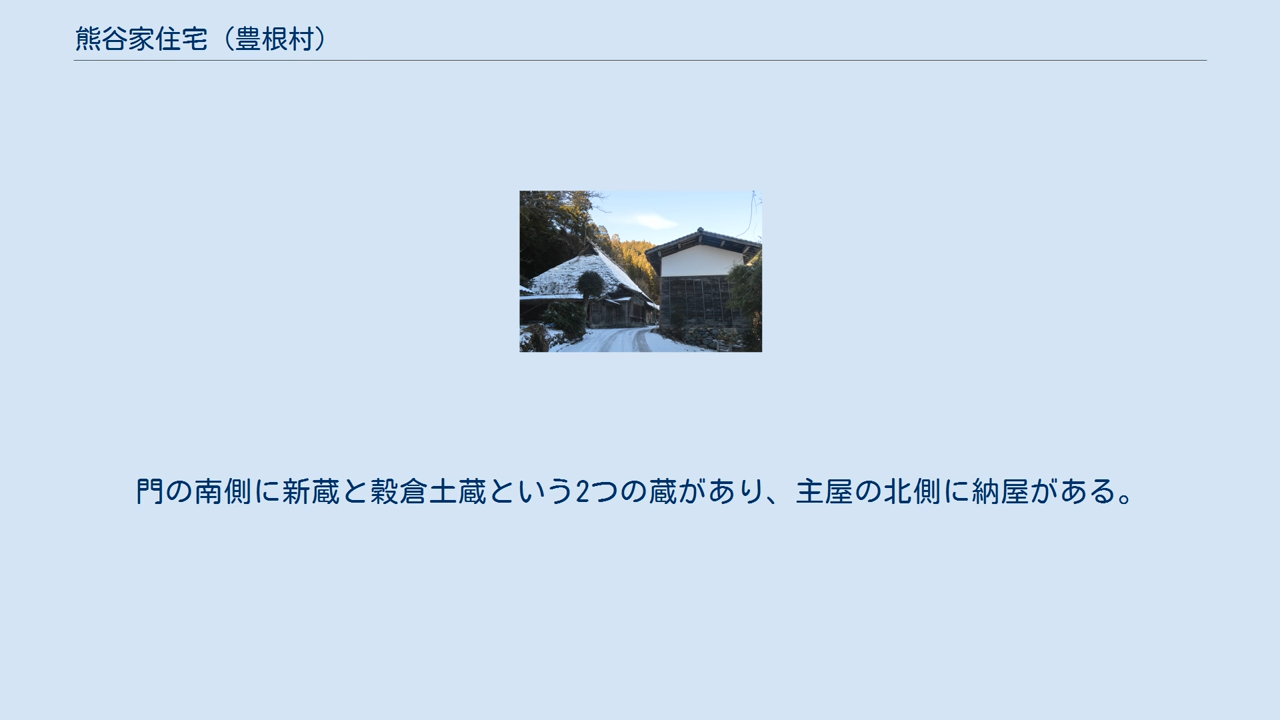 熊谷家住宅（豊根村）
門の南側に新蔵と穀倉土蔵という2つの蔵があり、主屋の北側に納屋がある。